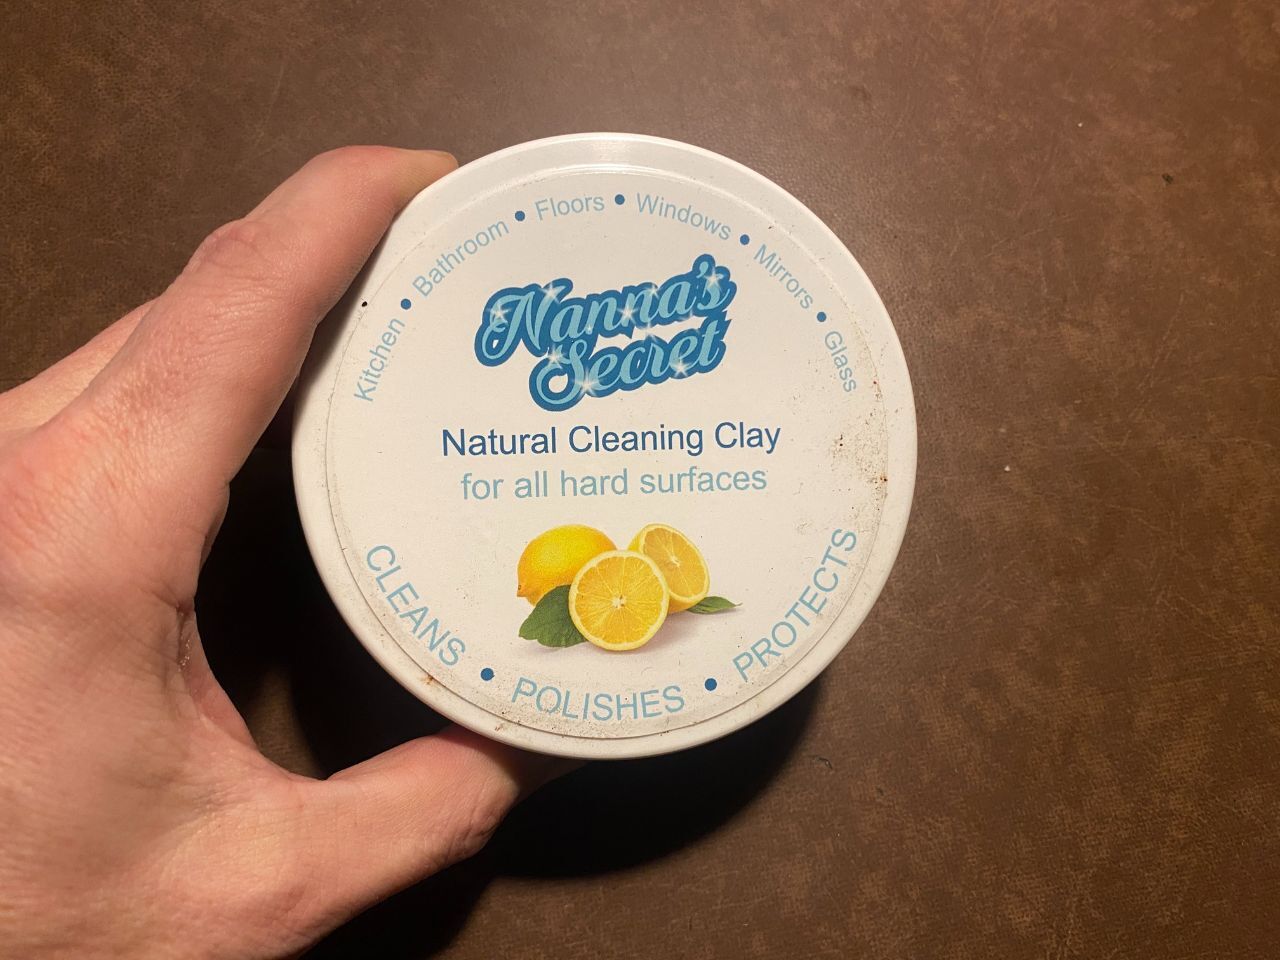 Kitchen • Bathroom • Floors • Windows • Mirrors • Glass
Nanna's
Secret
Natural Cleaning Clay
for all hard surfaces
CLEANS • POLISHES • PROTECTS